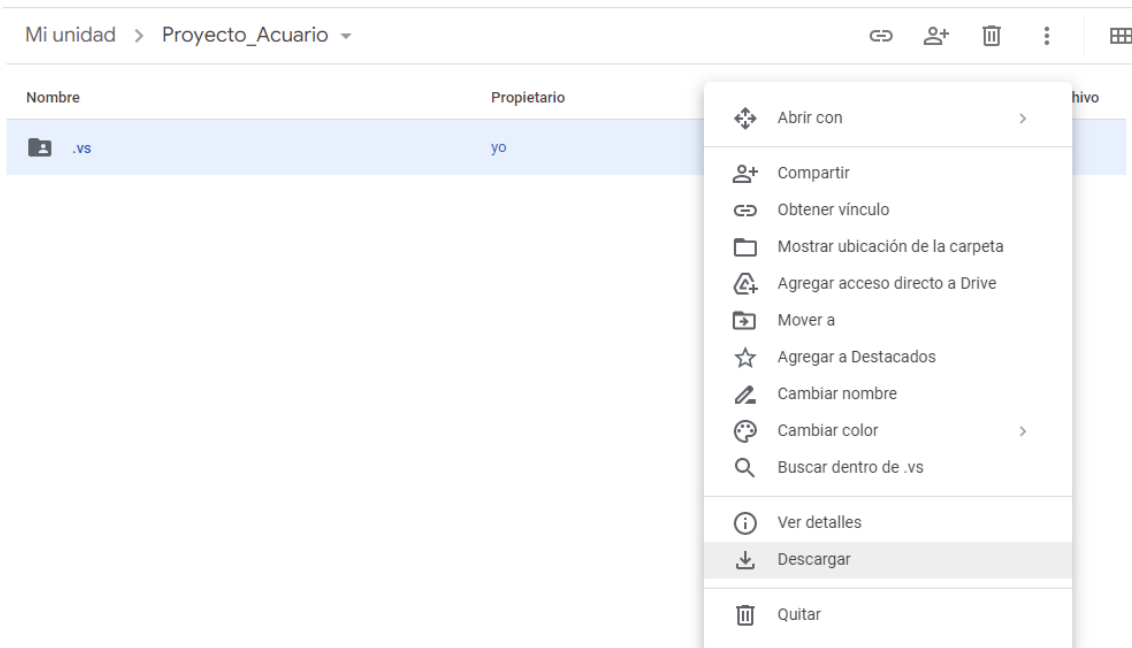 Mi unidad > Proyecto_Acuario
Nombre Propietario hivo
.vs yo
Abrir con
Compartir
Obtener vínculo
Mostrar ubicación de la carpeta
Agregar acceso directo a Drive
Mover a
Agregar a Destacados
Cambiar nombre
Cambiar color
Buscar dentro de .vs
Ver detalles
Descargar
Quitar